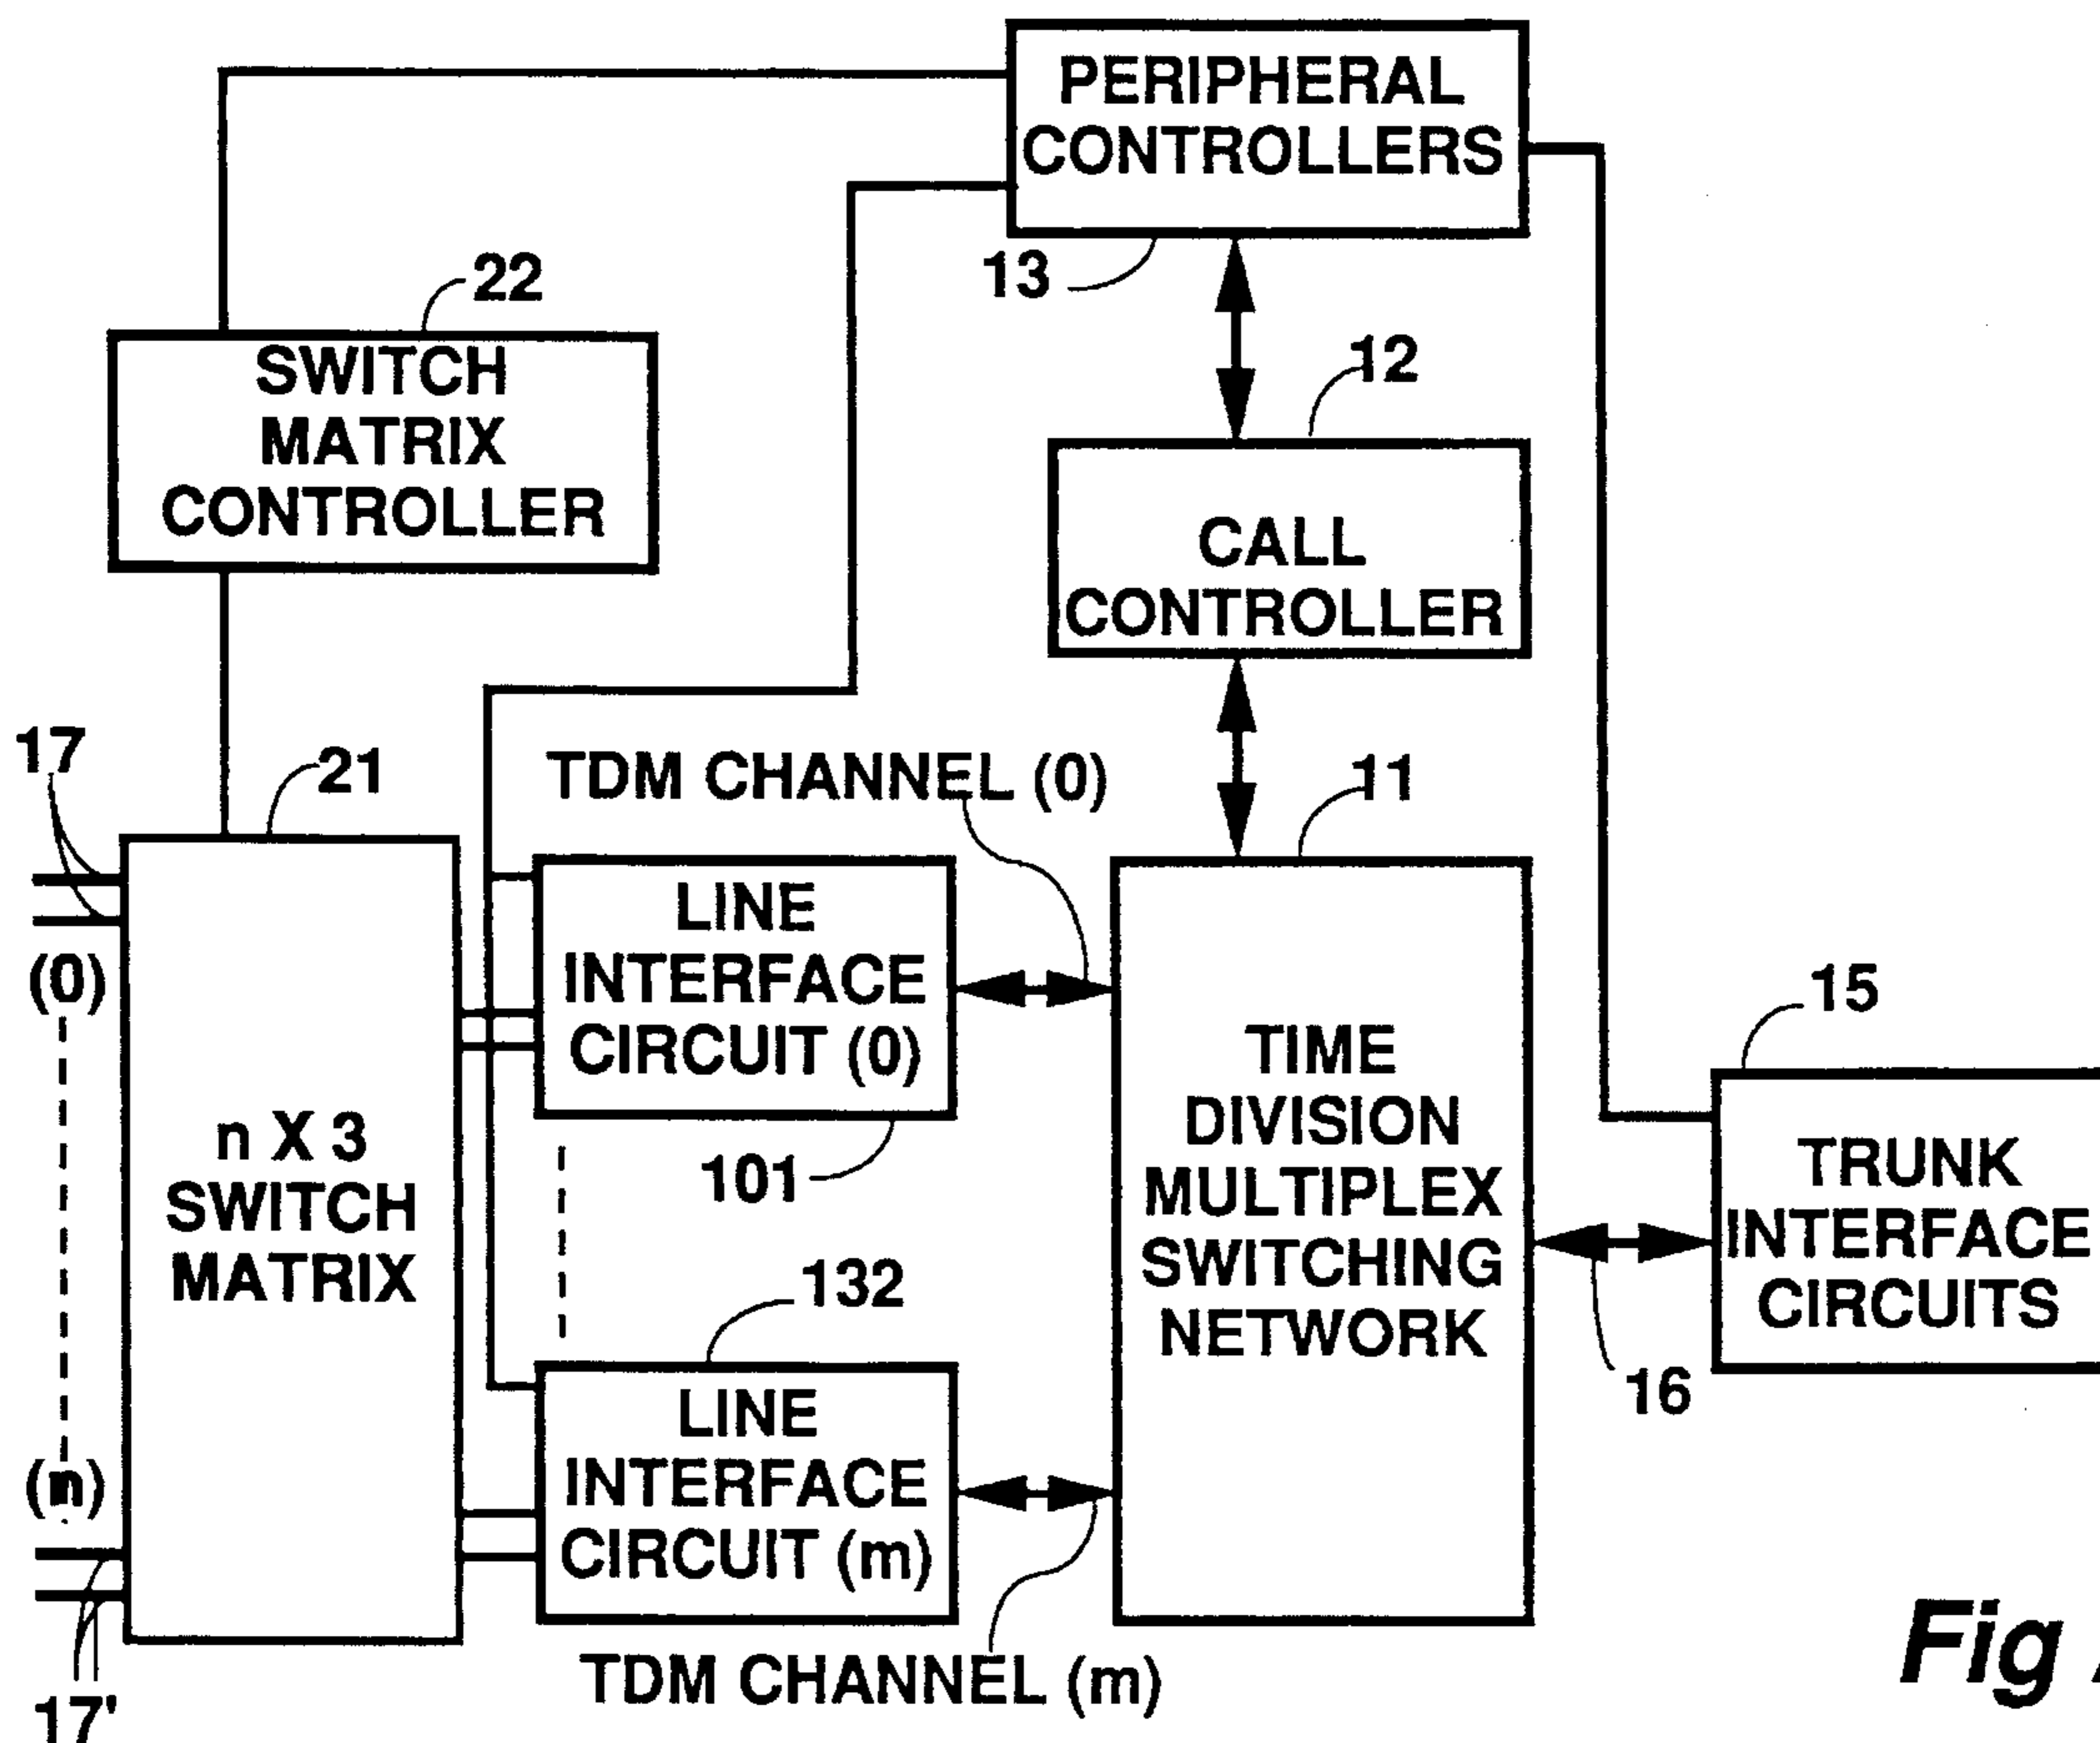 PERIPHERAL
CONTROLLERS
13
22
SWITCH
MATRIX
CONTROLLER
12
CALL
CONTROLLER
17
21
TDM CHANNEL (0)
11
LINE
INTERFACE
CIRCUIT (0)
101
(0)
n X 3
SWITCH
MATRIX
(n)
17'
132
LINE
INTERFACE
CIRCUIT (m)
TDM CHANNEL (m)
TIME
DIVISION
MULTIPLEX
SWITCHING
NETWORK
15
TRUNK
INTERFACE
CIRCUITS
16
Fig